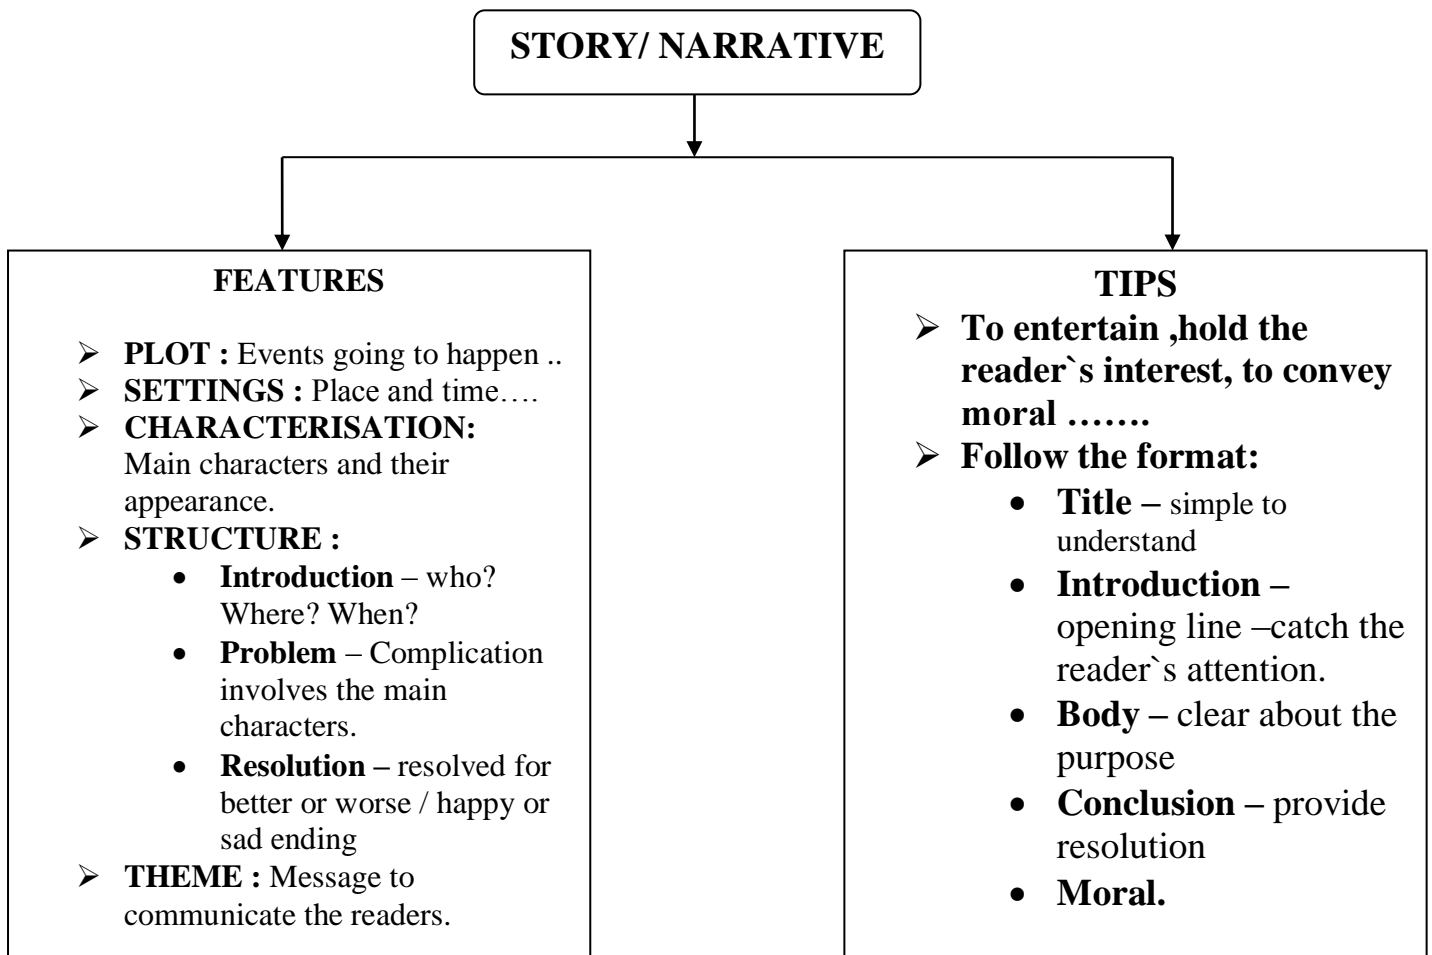 STORY/ NARRATIVE
FEATURES
➢ PLOT : Events going to happen ..
➢ SETTINGS : Place and time….
➢ CHARACTERISATION:
Main characters and their
appearance.
➢ STRUCTURE :
• Introduction – who?
Where? When?
• Problem – Complication
involves the main
characters.
• Resolution – resolved for
better or worse / happy or
sad ending
➢ THEME : Message to
communicate the readers.
TIPS
➢ To entertain ,hold the
reader`s interest, to convey
moral …….
➢ Follow the format:
• Title – simple to
understand
• Introduction –
opening line –catch the
reader`s attention.
• Body – clear about the
purpose
• Conclusion – provide
resolution
• Moral.